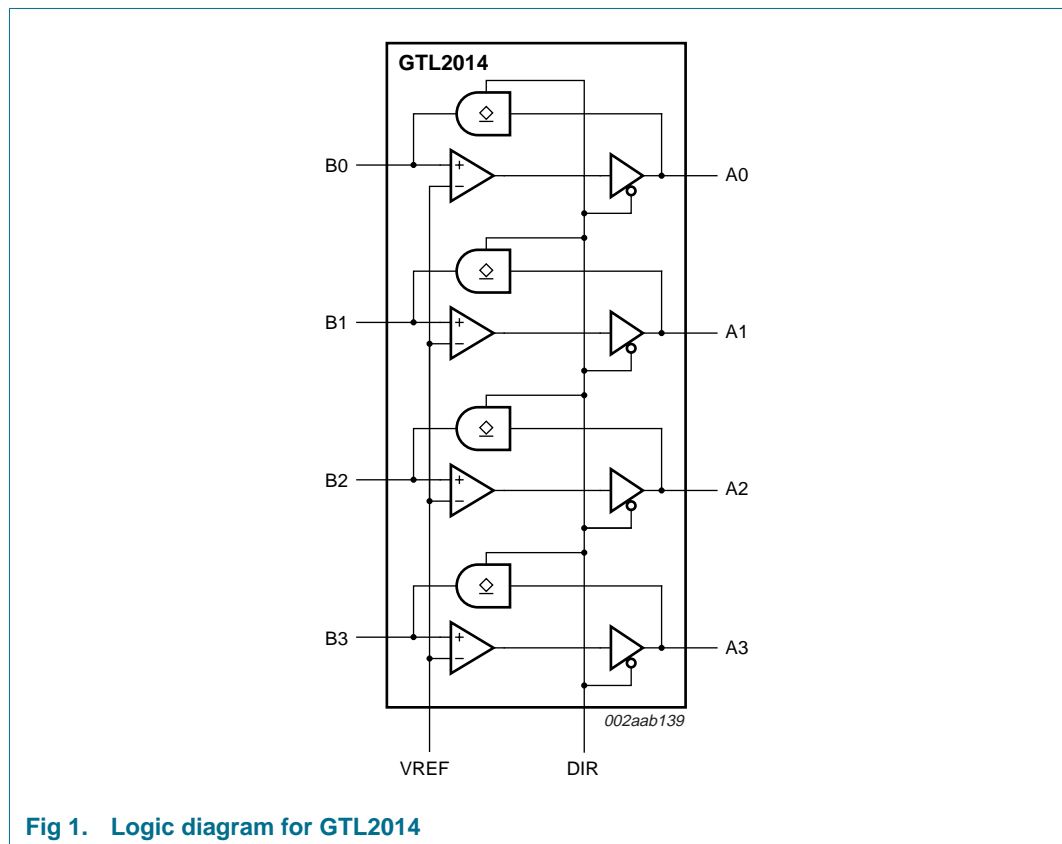 GTL2014
B0
+
−
A0
B1
+
−
A1
B2
+
−
A2
B3
+
−
A3
002aab139
VREF DIR
Fig 1. Logic diagram for GTL2014